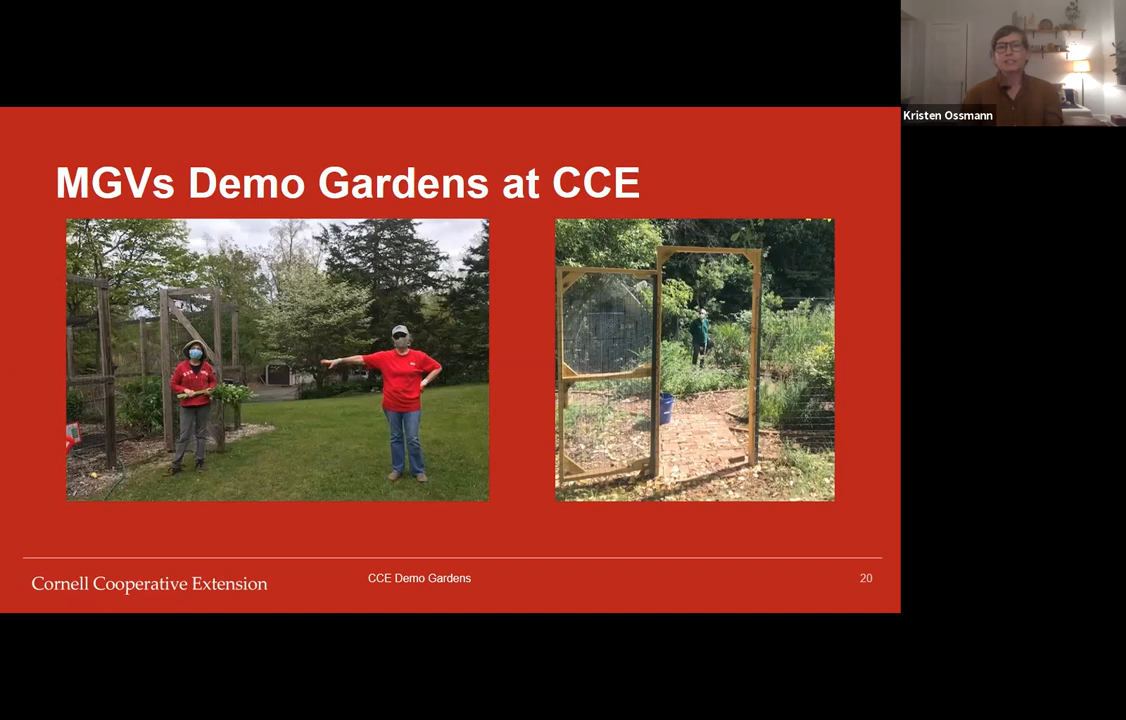 Kristen Ossmann
MGVs Demo Gardens at CCE
Cornell Cooperative Extension
CCE Demo Gardens
20